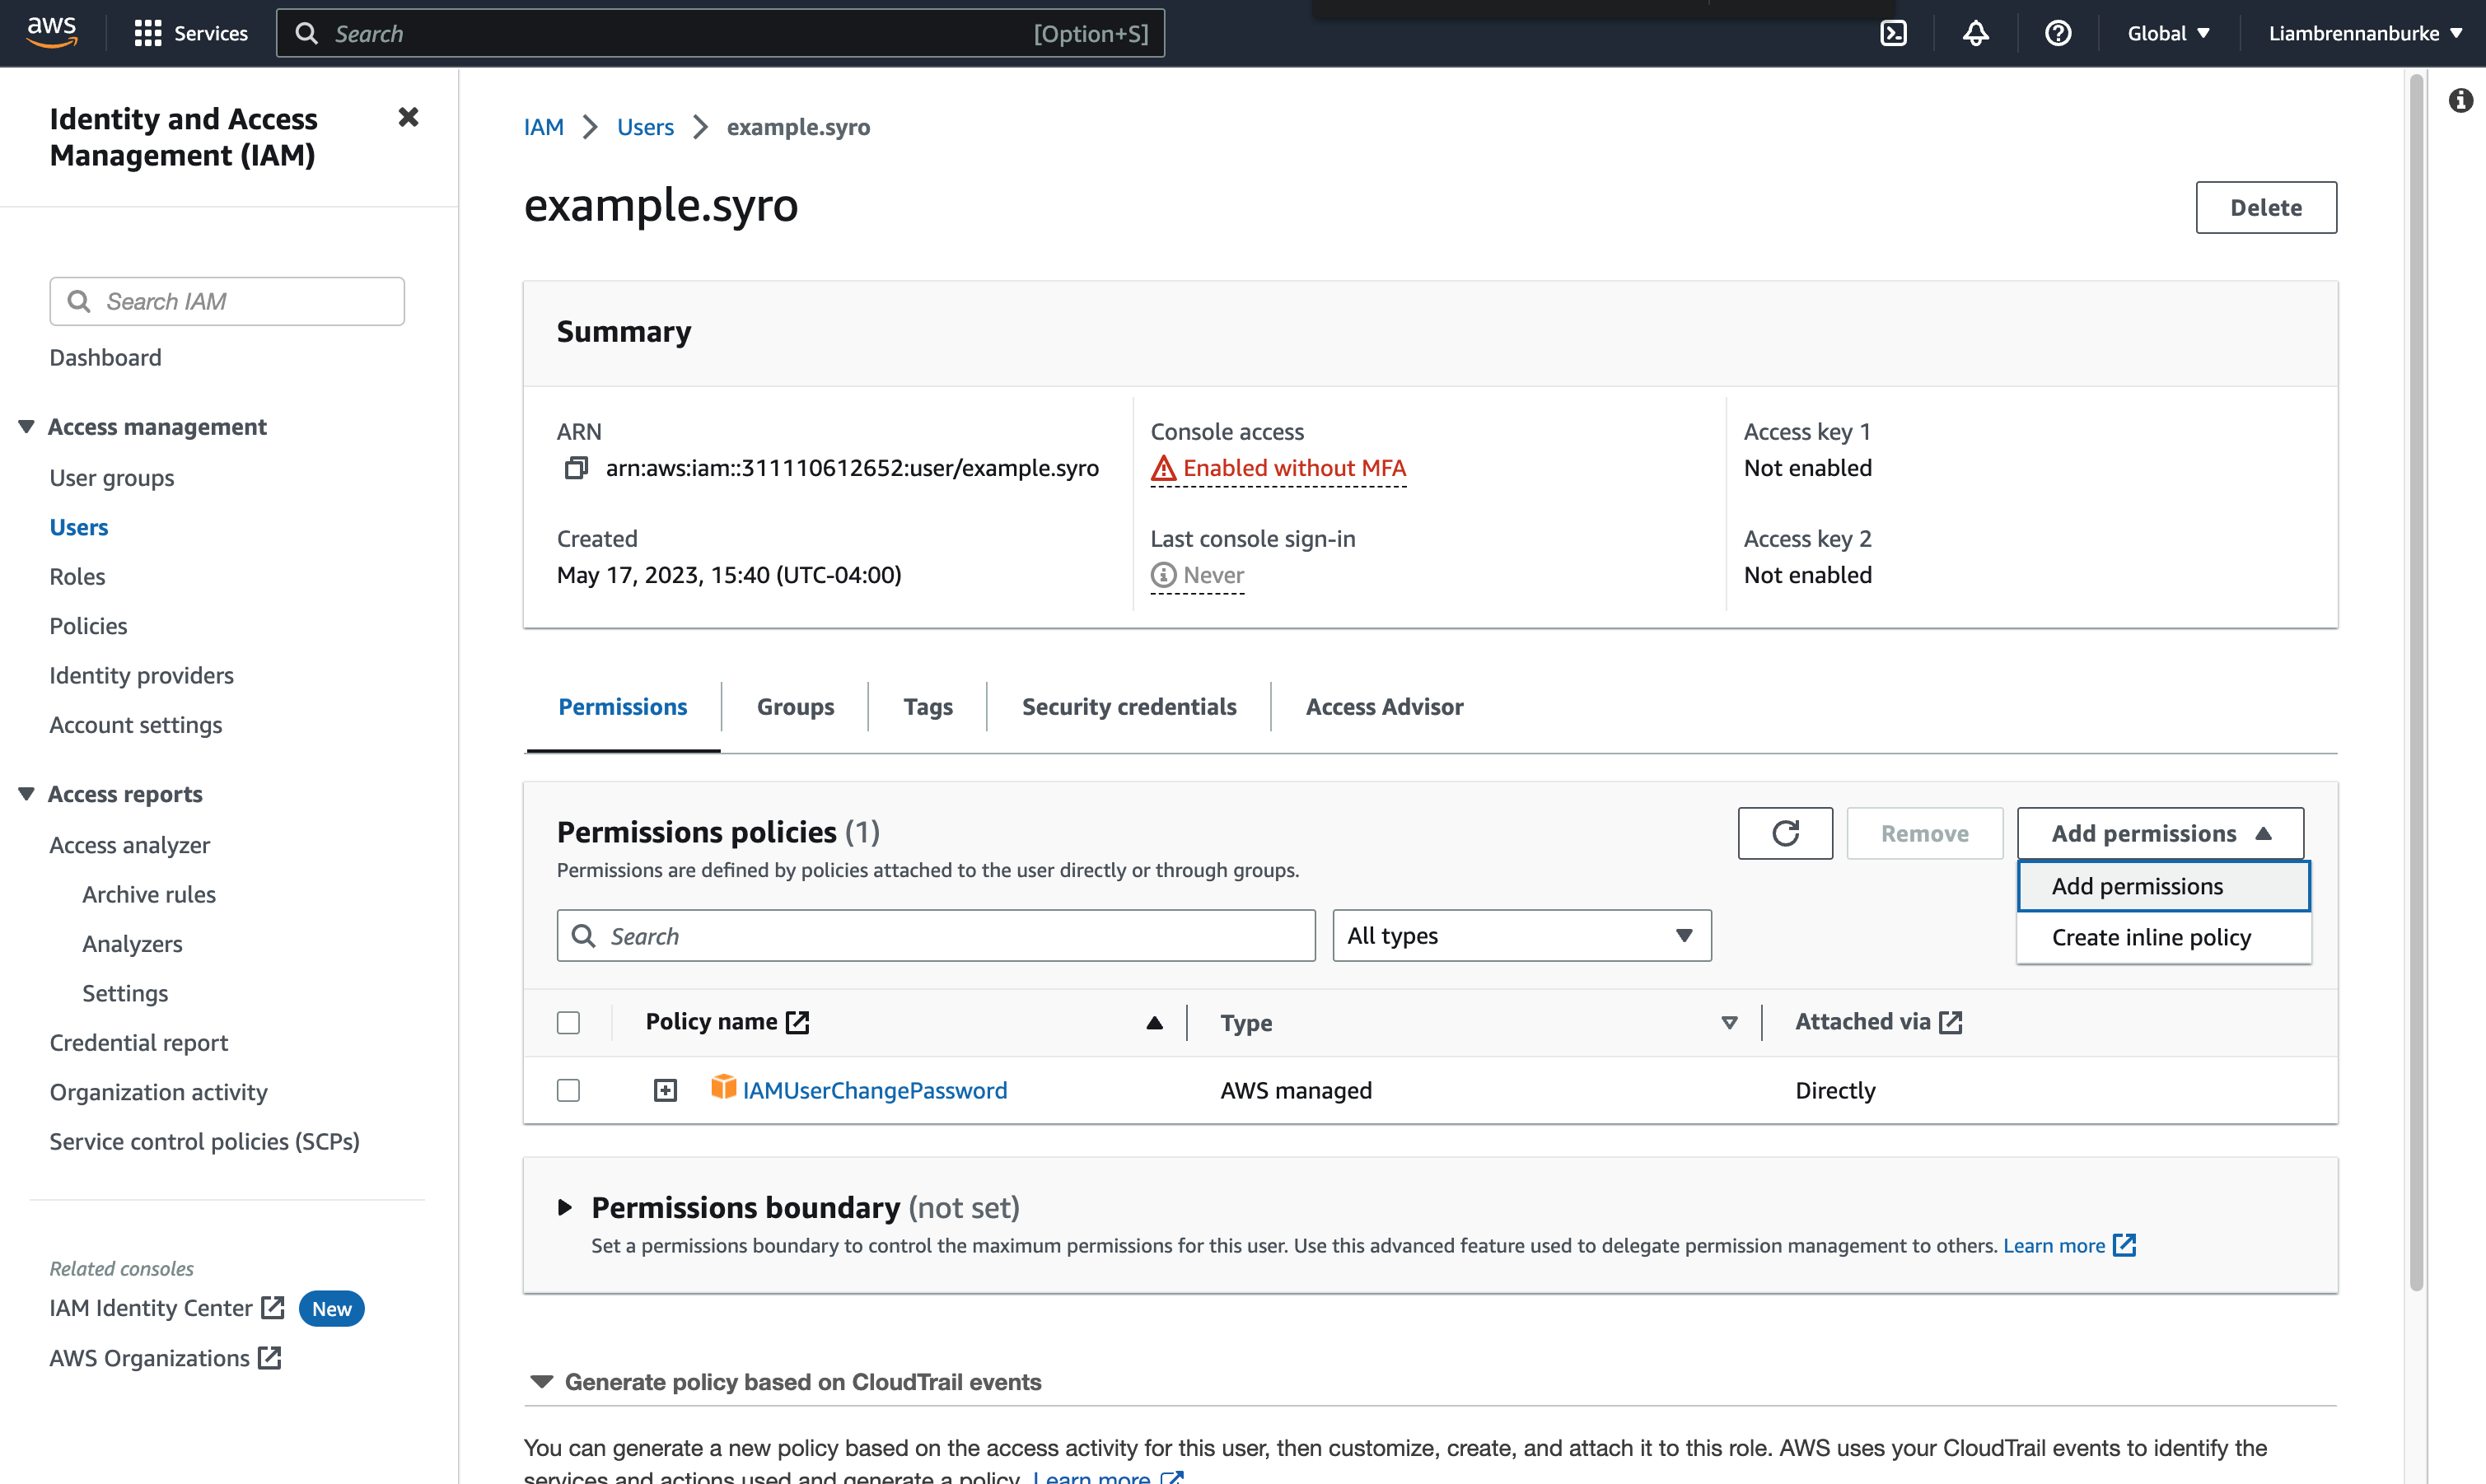 aws
Services
Search
[Option+S]
Global
Liambrennanburke
Identity and Access
Management (IAM)
Search IAM
Dashboard
Access management
User groups
Users
Roles
Policies
Identity providers
Account settings
Access reports
Access analyzer
Archive rules
Analyzers
Settings
Credential report
Organization activity
Service control policies (SCPs)
Related consoles
IAM Identity Center
New
AWS Organizations
IAM
Users
example.syro
example.syro
Delete
Summary
ARN
arn:aws:iam::311110612652:user/example.syro
Console access
Enabled without MFA
Access key 1
Not enabled
Created
May 17, 2023, 15:40 (UTC-04:00)
Last console sign-in
Never
Access key 2
Not enabled
Permissions
Groups
Tags
Security credentials
Access Advisor
Permissions policies (1)
Permissions are defined by policies attached to the user directly or through groups.
Remove
Add permissions
Add permissions
Create inline policy
Search
All types
Policy name
Type
Attached via
IAMUserChangePassword
AWS managed
Directly
Permissions boundary (not set)
Set a permissions boundary to control the maximum permissions for this user. Use this advanced feature used to delegate permission management to others. Learn more
Generate policy based on CloudTrail events
You can generate a new policy based on the access activity for this user, then customize, create, and attach it to this role. AWS uses your CloudTrail events to identify the
services and actions used and generate a policy. Learn more